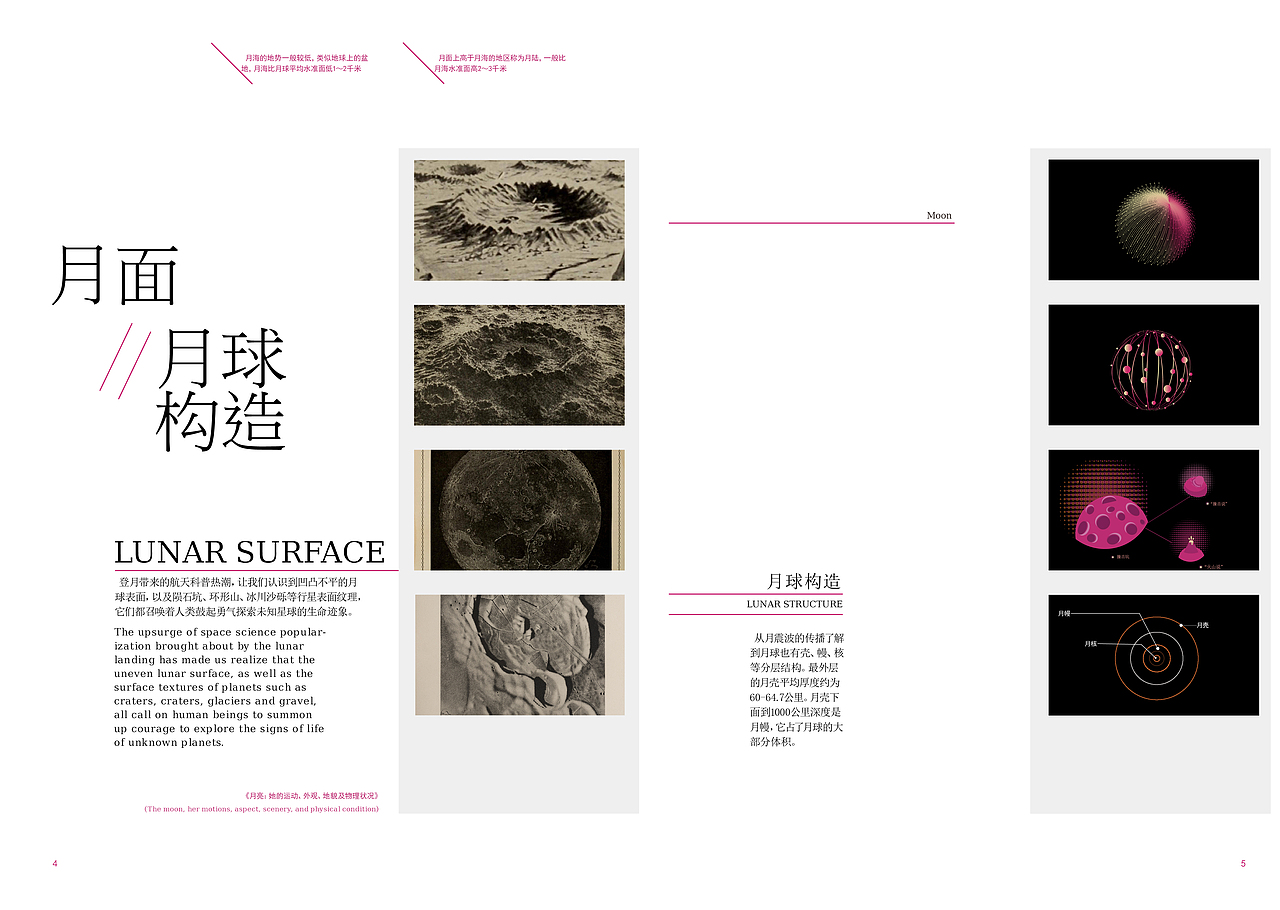 月海的地势一般较低，类似地球上的盆
地，月海比月球平均水准面低1～2千米
月面上高于月海的地区称为月陆，一般比
月海水准面高2～3千米
月面
月球
构造
LUNAR SURFACE
登月带来的航天科普热潮，让我们认识到凹凸不平的月
球表面，以及陨石坑、环形山、冰川沙砾等行星表面纹理，
它们都召唤着人类鼓起勇气探索未知星球的生命迹象。
The upsurge of space science popular-
ization brought about by the lunar
landing has made us realize that the
uneven lunar surface, as well as the
surface textures of planets such as
craters, craters, glaciers and gravel,
all call on human beings to summon
up courage to explore the signs of life
of unknown planets.
《月亮：她的运动，外观、地貌及物理状况》
(The moon, her motions, aspect, scenery, and physical condition)
4
Moon
月球构造
LUNAR STRUCTURE
从月震波的传播了解
到月球也有壳、幔、核
等分层结构。最外层
的月壳平均厚度约为
60-64.7公里。月壳下
面到1000公里深度是
月幔，它占了月球的大
部分体积。
"火山说"
月幔
月壳
月核
5